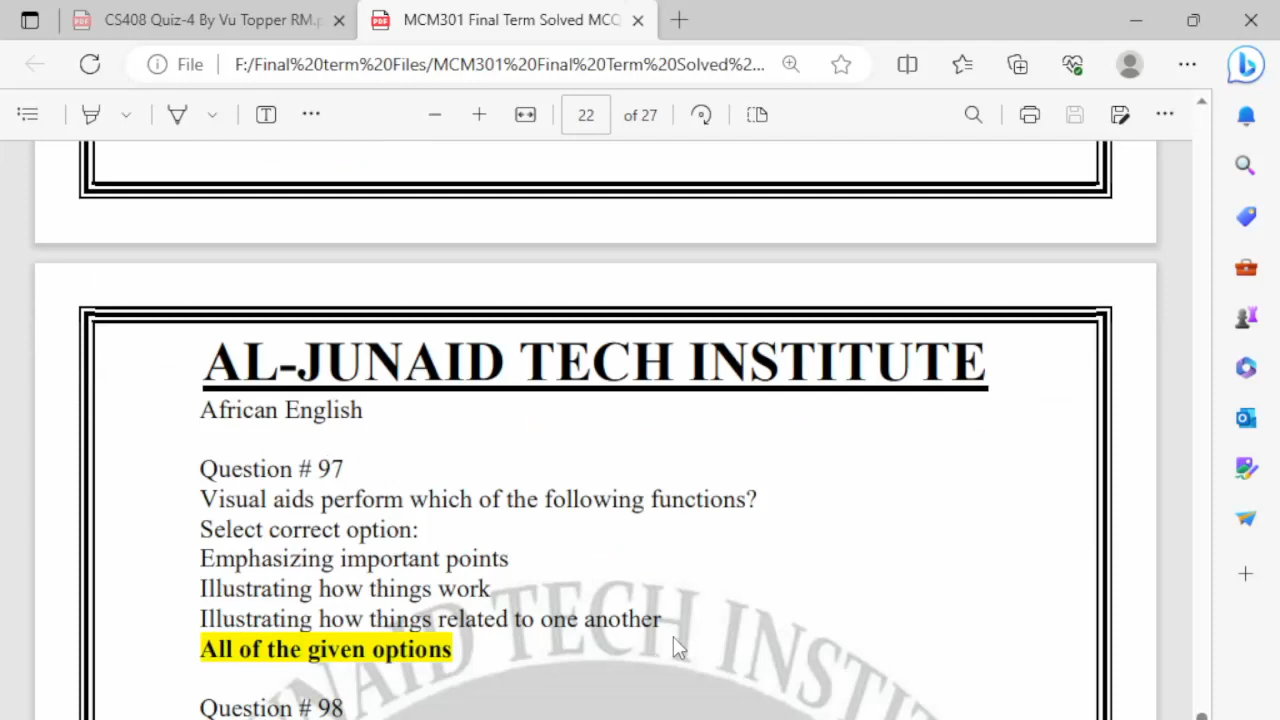 CS408 Quiz-4 By Vu Topper RM.p
MCM301 Final Term Solved MCQ
File
F:/Final%20term%20Files/MCM301%20Final%20Term%20Solved%2...
22
of 27
AL-JUNAID TECH INSTITUTE
African English
Question # 97
Visual aids perform which of the following functions?
Select correct option:
Emphasizing important points
Illustrating how things work
Illustrating how things related to one another
All of the given options
Question # 98